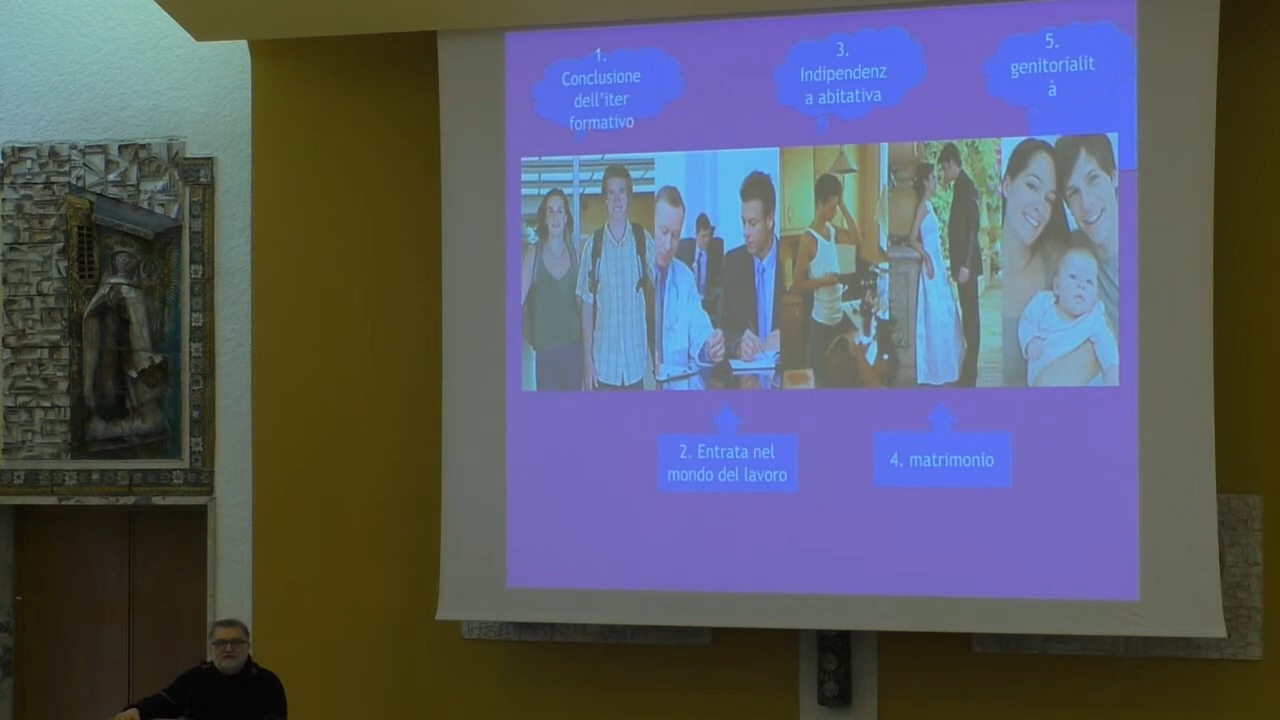 1.
Conclusione
dell'iter
formativo
3.
Indipendenz
a abitativa
5.
genitorialit
à
2. Entrata nel
mondo del lavoro
4. matrimonio